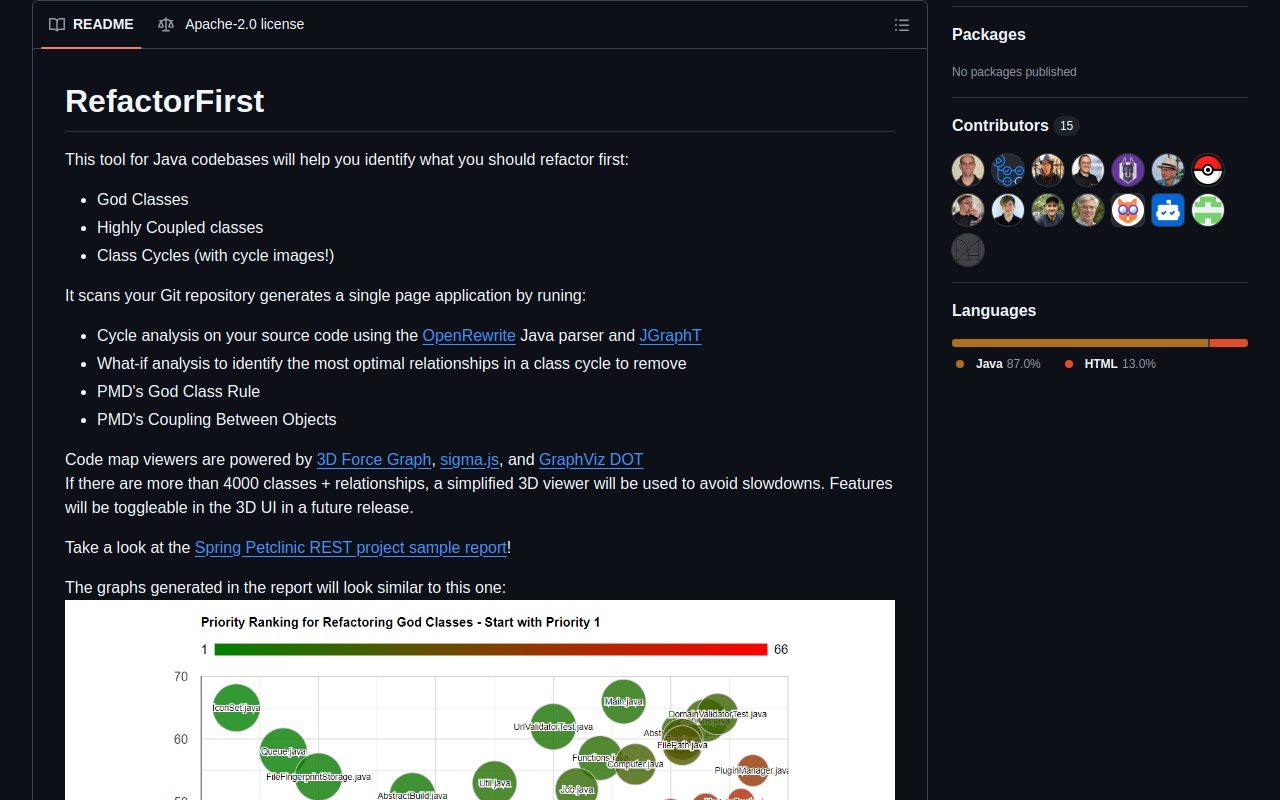 README
Apache-2.0 license
RefactorFirst
This tool for Java codebases will help you identify what you should refactor first:
God Classes
Highly Coupled classes
Class Cycles (with cycle images!)
It scans your Git repository generates a single page application by runing:
Cycle analysis on your source code using the OpenRewrite Java parser and JGraphT
What-if analysis to identify the most optimal relationships in a class cycle to remove
PMD's God Class Rule
PMD's Coupling Between Objects
Code map viewers are powered by 3D Force Graph, sigma.js, and GraphViz DOT
If there are more than 4000 classes + relationships, a simplified 3D viewer will be used to avoid slowdowns. Features
will be toggleable in the 3D UI in a future release.
Take a look at the Spring Petclinic REST project sample report!
The graphs generated in the report will look similar to this one:
Priority Ranking for Refactoring God Classes - Start with Priority 1
1 66
70
IconSet.java
Main.java
DomainValidatorTest.java
UrlValidatorTest.java
60
FilePath.java
Queue.java
Computer.java
PluginManager.java
FileFingerprintStorage.java
Util.java
Job.java
AbstractBuild.java
Packages
No packages published
Contributors 15
Languages
Java 87.0%
HTML 13.0%